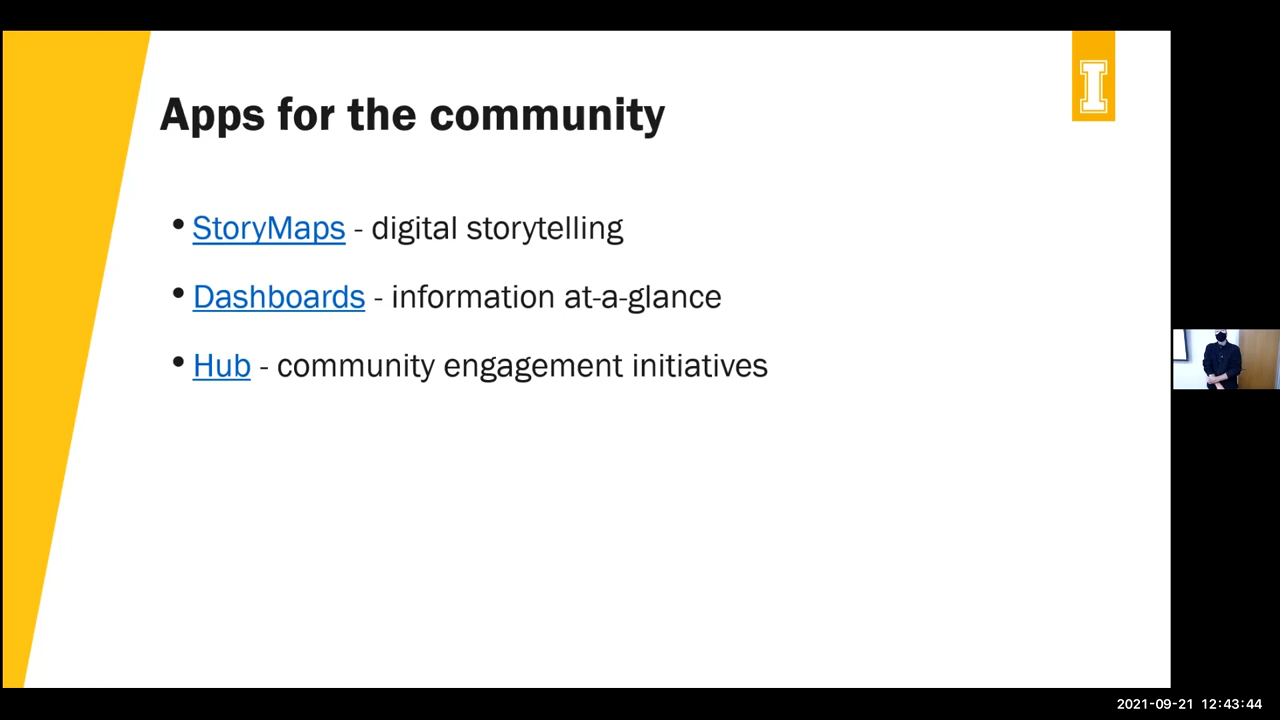 Apps for the community
I
• StoryMaps - digital storytelling
• Dashboards - information at-a-glance
• Hub - community engagement initiatives
2021-09-21 12:43:44